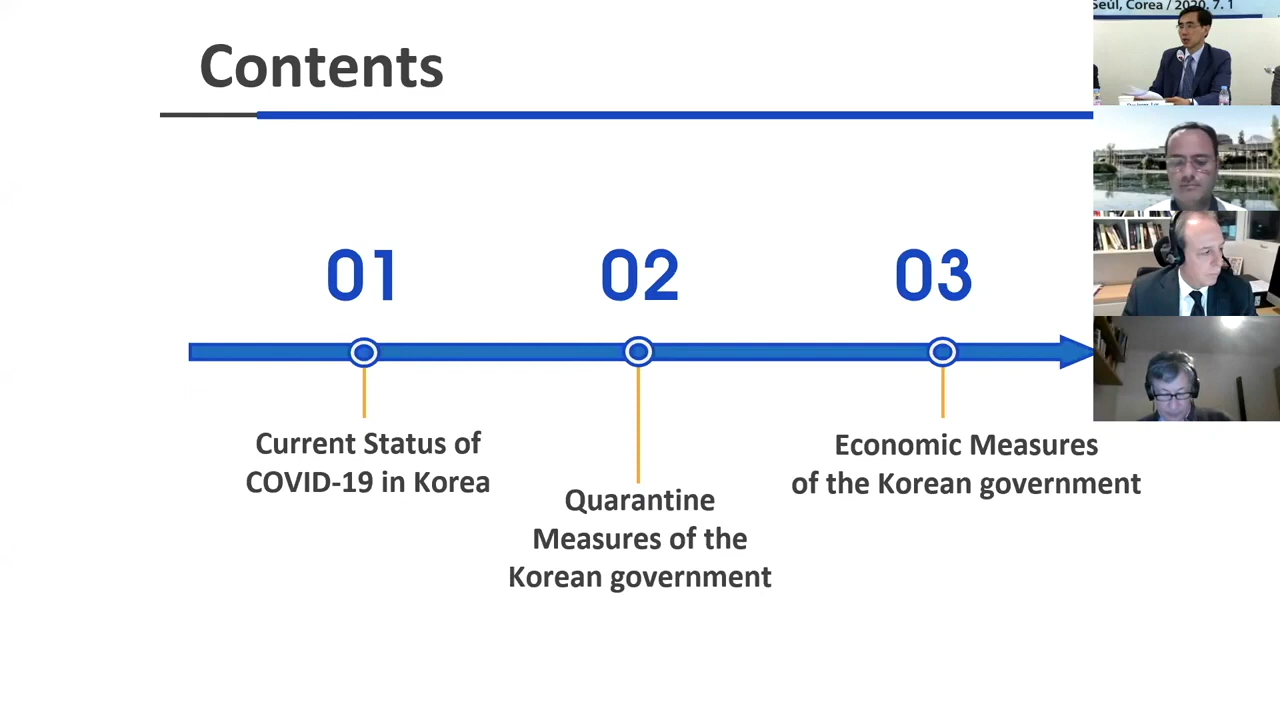 Contents
Seúl, Corea / 2020. 7. 1
01
02
03
Current Status of
COVID-19 in Korea
Quarantine
Measures of the
Korean government
Economic Measures
of the Korean government